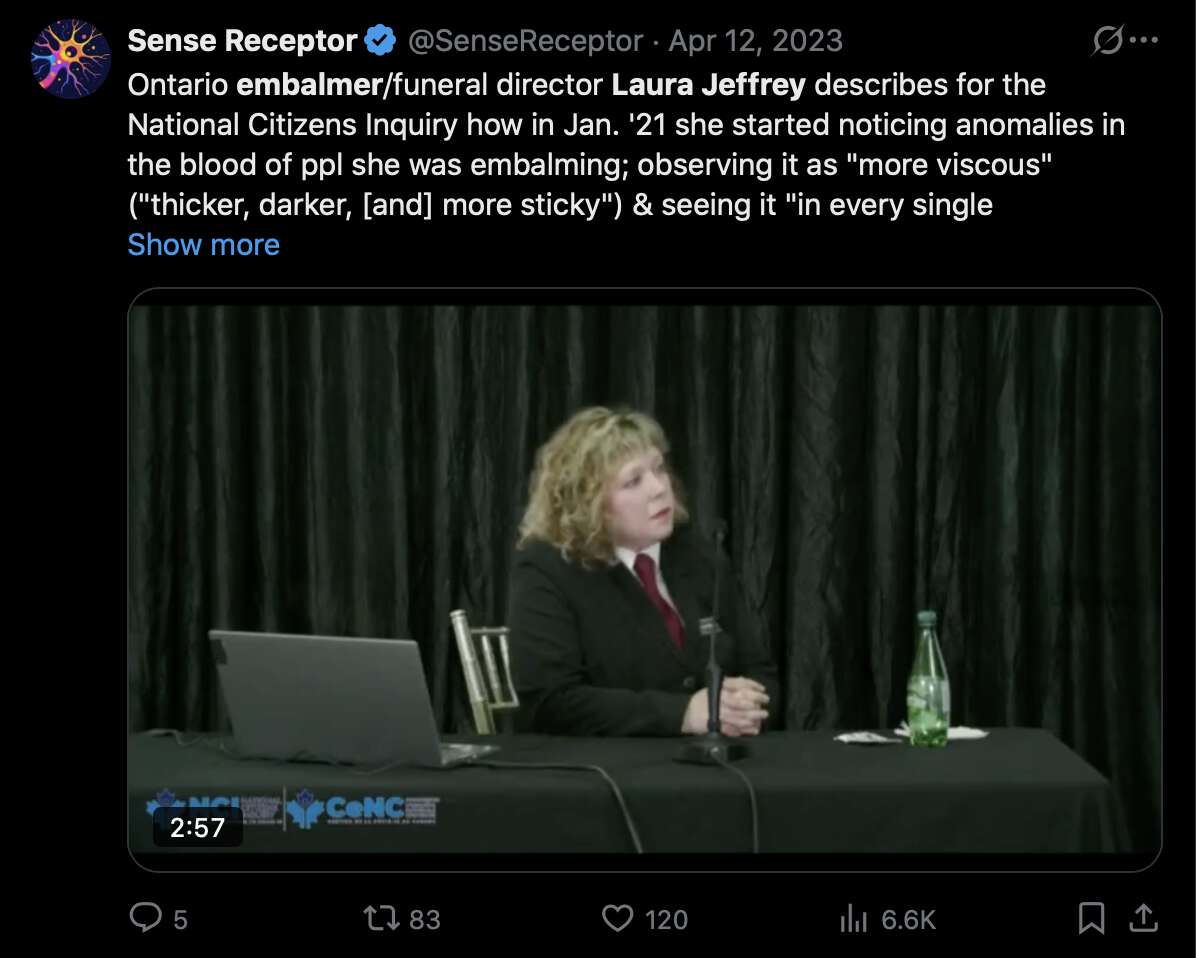 Sense Receptor @SenseReceptor · Apr 12, 2023
Ontario embalmer/funeral director Laura Jeffrey describes for the
National Citizens Inquiry how in Jan. '21 she started noticing anomalies in
the blood of ppl she was embalming; observing it as "more viscous"
("thicker, darker, [and] more sticky") & seeing it "in every single
Show more
NCI
CeNC
2:57
5 83 120 6.6K